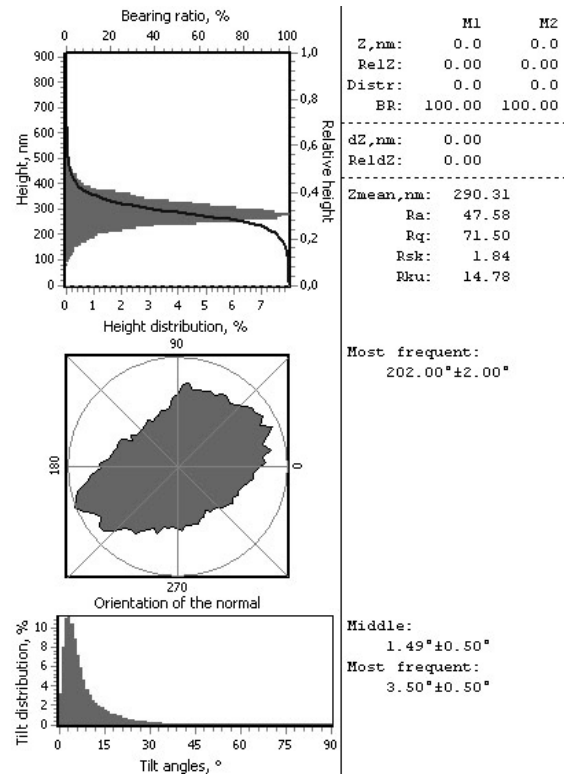 Bearing ratio, %
0 20 40 60 80 100
900
800
700
600
500
400
300
200
100
0
Height, nm
1,0
0,8
0,6
0,4
0,2
0,0
Relative height
0 1 2 3 4 5 6 7
Height distribution, %
M1 M2
Z,nm: 0.0 0.0
RelZ: 0.00 0.00
Distr: 0.0 0.0
BR: 100.00 100.00
dZ,nm: 0.00
ReldZ: 0.00
Zmean,nm: 290.31
Ra: 47.58
Rq: 71.50
Rsk: 1.84
Rku: 14.78
90
180
0
270
Orientation of the normal
Most frequent:
202.00°±2.00°
Tilt distribution, %
10
8
6
4
2
0
0 15 30 45 60 75 90
Tilt angles, °
Middle:
1.49°±0.50°
Most frequent:
3.50°±0.50°